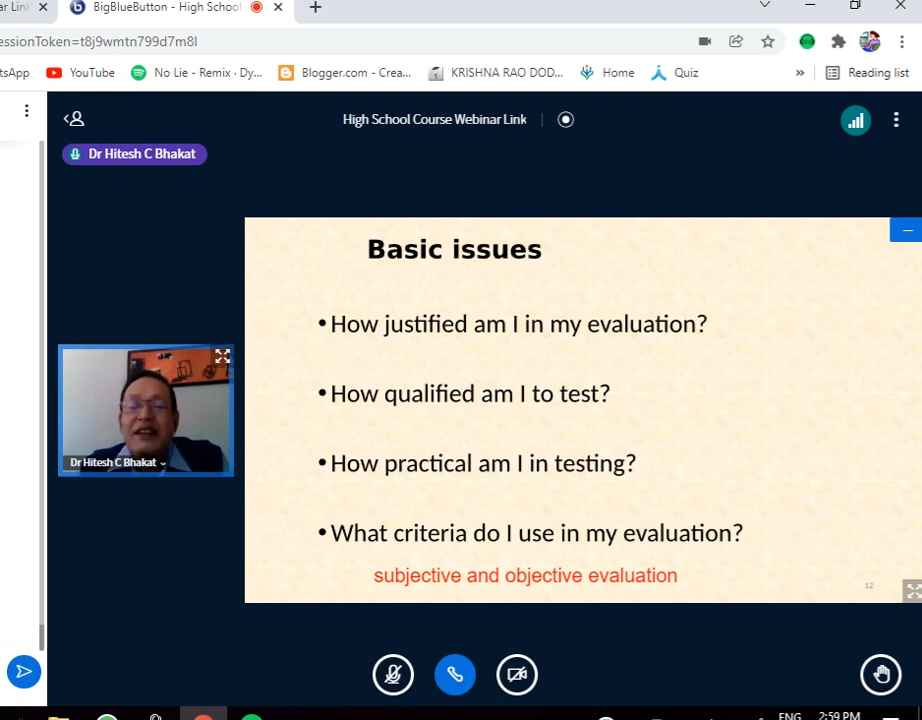 ar Link
BigBlueButton - High School
essionToken=t8j9wmtn799d7m8l
tsApp
YouTube
No Lie - Remix · Dy...
Blogger.com - Crea...
KRISHNA RAO DOD...
Home
Quiz
»
Reading list
High School Course Webinar Link
Dr Hitesh C Bhakat
Basic issues
•How justified am I in my evaluation?
•How qualified am I to test?
•How practical am I in testing?
•What criteria do I use in my evaluation?
subjective and objective evaluation
12
Dr Hitesh C Bhakat
ENG
2:59 PM